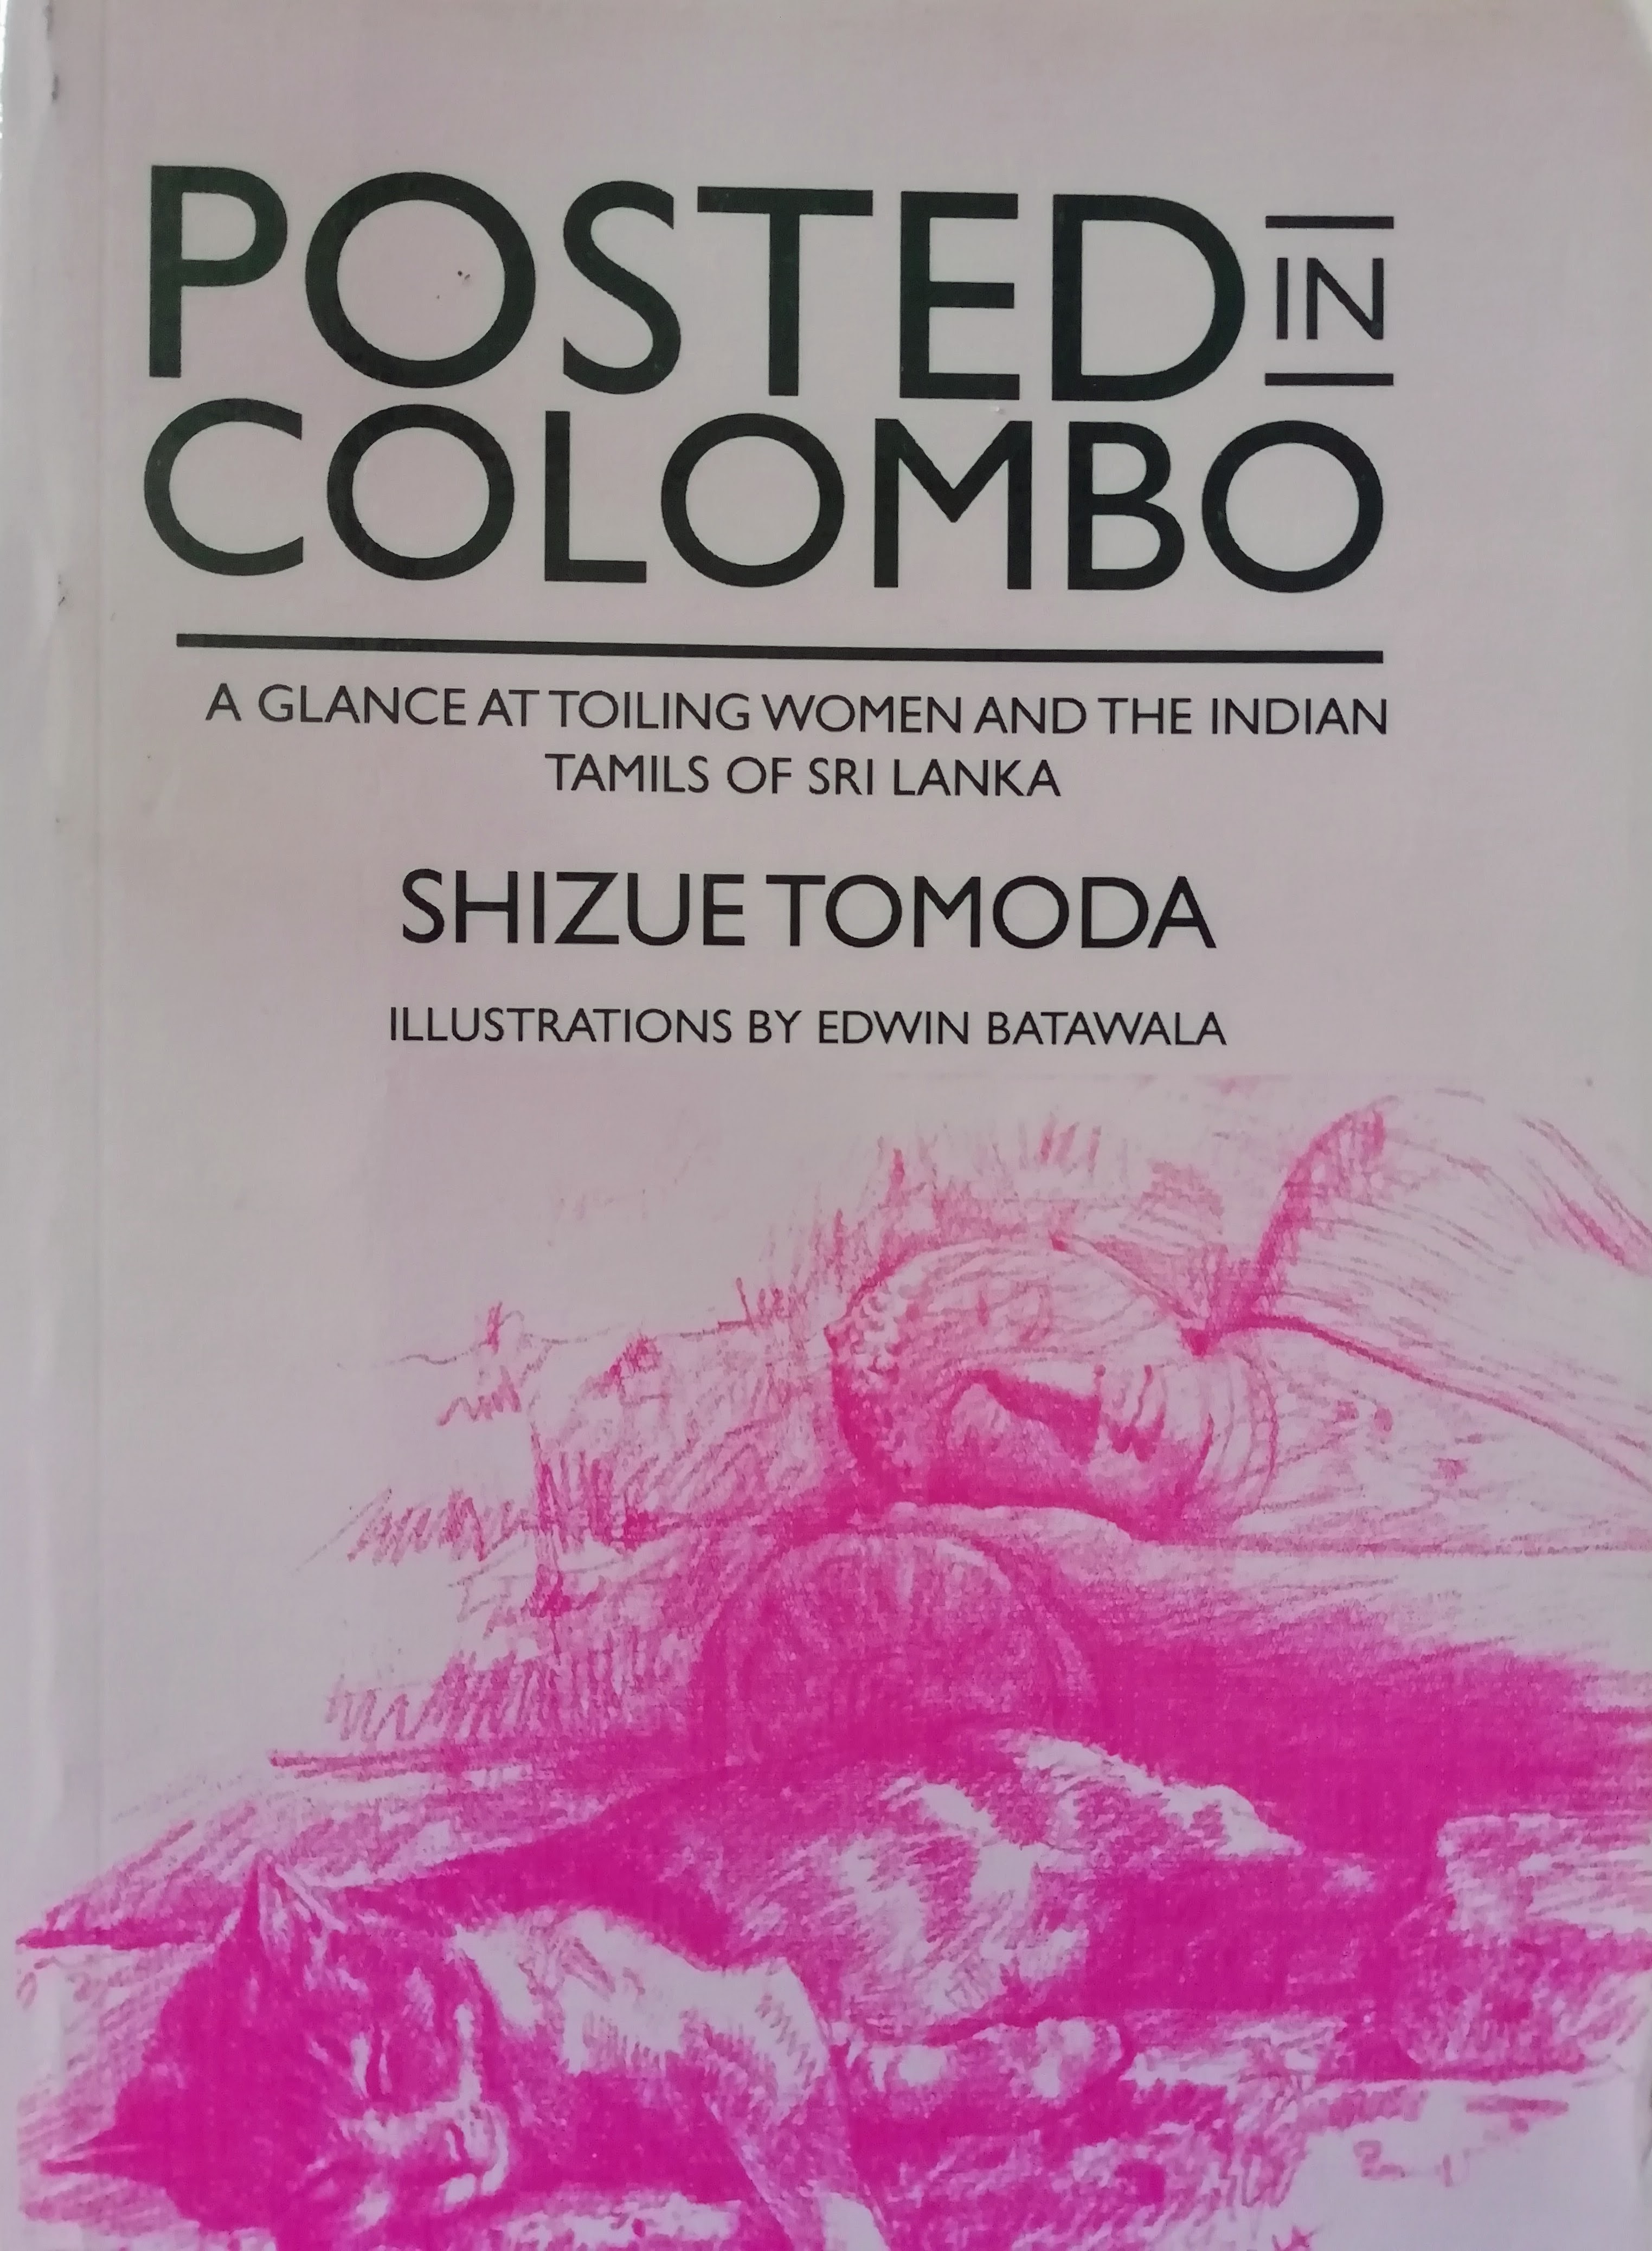 POSTED IN
COLOMBO
A GLANCE AT TOILING WOMEN AND THE INDIAN
TAMILS OF SRI LANKA
SHIZUE TOMODA
ILLUSTRATIONS BY EDWIN BATAWALA